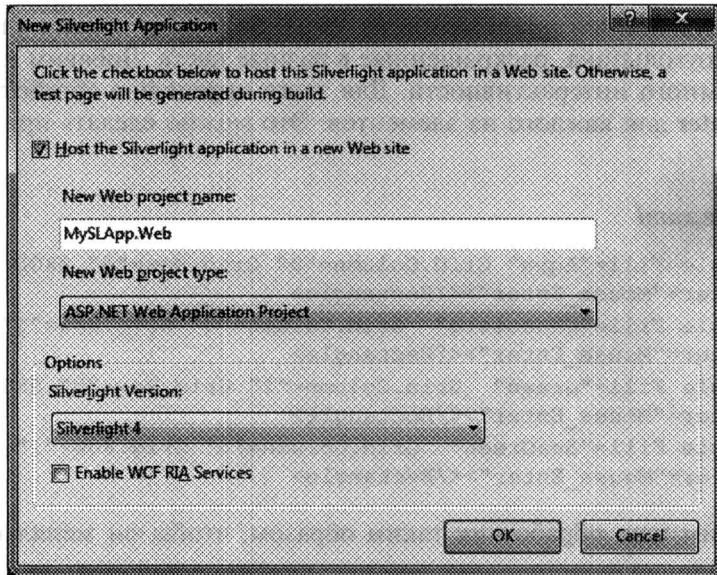 New Silverlight Application
Click the checkbox below to host this Silverlight application in a Web site. Otherwise, a
test page will be generated during build.
Host the Silverlight application in a new Web site
New Web project name:
MySLApp.Web
New Web project type:
ASP.NET Web Application Project
Options
Silverlight Version:
Silverlight 4
Enable WCF RIA Services
OK
Cancel